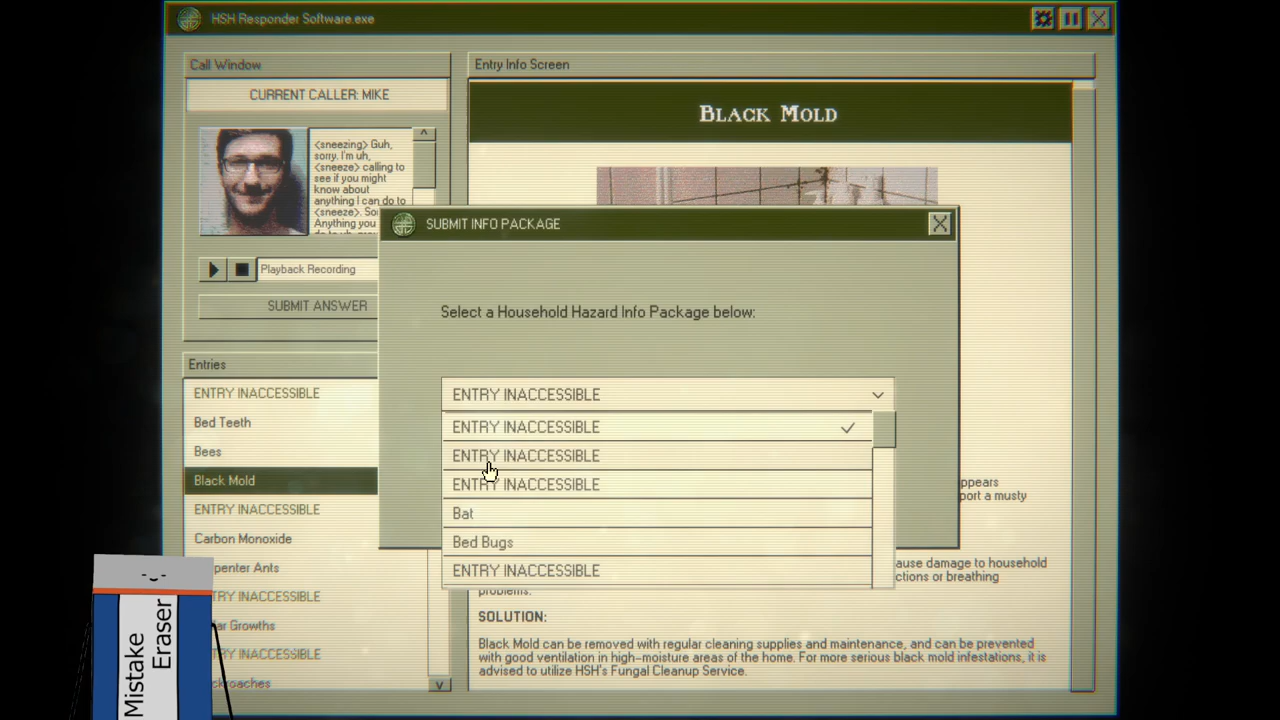 HSH Responder Software.exe
Call Window
CURRENT CALLER: MIKE
<sneezing> Guh,
sorry. I'm uh,
<sneeze> calling to
see if you might
know about
anything I can do to
<sneeze>. So
Anything you
Playback Recording
SUBMIT ANSWER
Entries
ENTRY INACCESSIBLE
Bed Teeth
Bees
Black Mold
ENTRY INACCESSIBLE
Carbon Monoxide
penter Ants
TRY INACCESSIBLE
ar Growths
TRY INACCESSIBLE
kroaches
Mistake
Eraser
Entry Info Screen
BLACK MOLD
SUBMIT INFO PACKAGE
Select a Household Hazard Info Package below:
ENTRY INACCESSIBLE
ENTRY INACCESSIBLE
ENTRY INACCESSIBLE
ENTRY INACCESSIBLE
Bat
Bed Bugs
ENTRY INACCESSIBLE
ppears
port a musty
ause damage to household
ctions or breathing
problems.
SOLUTION:
Black Mold can be removed with regular cleaning supplies and maintenance, and can be prevented
with good ventilation in high-moisture areas of the home. For more serious black mold infestations, it is
advised to utilize HSH's Fungal Cleanup Service.